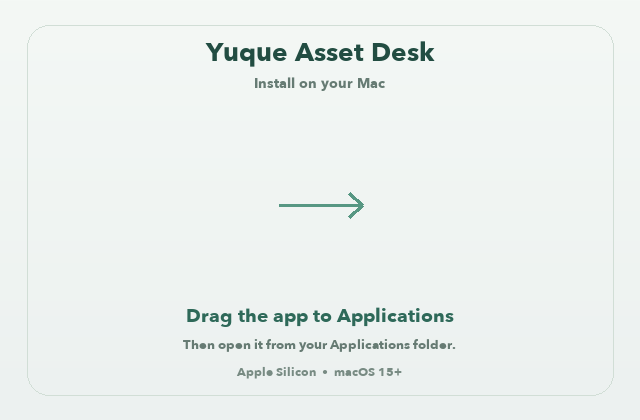 Yuque Asset Desk
Install on your Mac
Drag the app to Applications
Then open it from your Applications folder.
Apple Silicon • macOS 15+